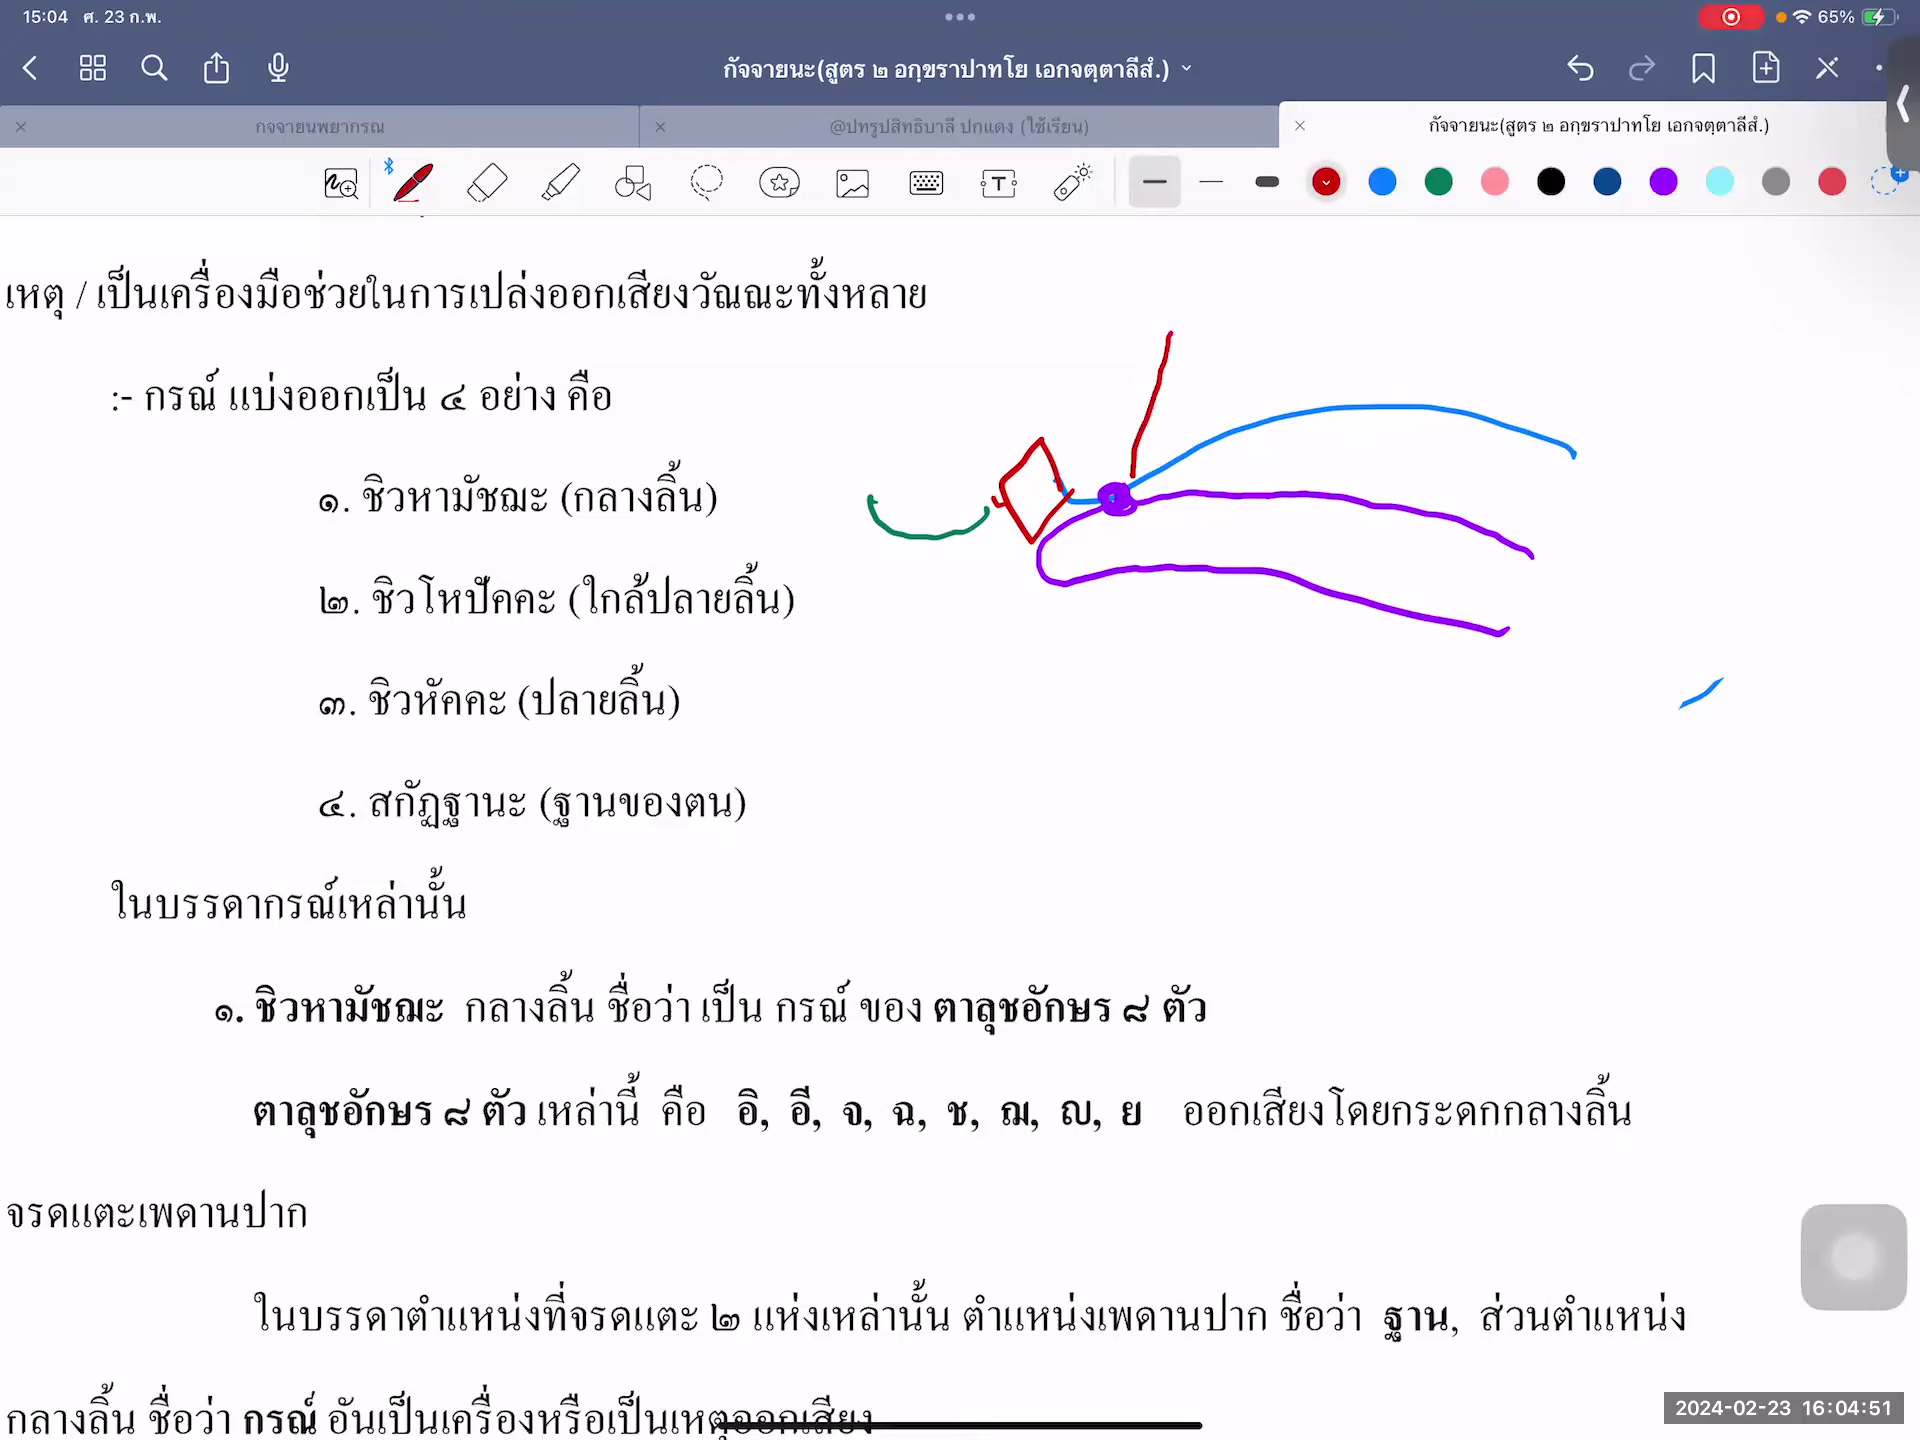 15:04 ศ. 23 ก.พ.
65%
กัจจายนะ(สูตร ๒ อกฺขราปาทโย เอกจตฺตาลีสํ.)
กจจายนพยากรณ
@ปทรูปสิทธิบาลี ปกแดง (ใช้เรียน)
กัจจายนะ(สูตร ๒ อกฺขราปาทโย เอกจตฺตาลีสํ.)
เหตุ / เป็นเครื่องมือช่วยในการเปล่งออกเสียงวัณณะทั้งหลาย
:- กรณ์ แบ่งออกเป็น ๔ อย่าง คือ
๑. ชิวหามัชฌะ (กลางลิ้น)
๒. ชิวโหปัคคะ (ใกล้ปลายลิ้น)
๓. ชิวหัคคะ (ปลายลิ้น)
๔. สกัฏฐานะ (ฐานของตน)
ในบรรดากรณ์เหล่านั้น
๑. ชิวหามัชฌะ กลางลิ้น ชื่อว่า เป็น กรณ์ ของ ตาลุชอักษร ๘ ตัว
ตาลุชอักษร ๘ ตัว เหล่านี้ คือ อิ, อี, จ, ฉ, ช, ฌ, ญ, ย ออกเสียงโดยกระดกกลางลิ้น
จรดแตะเพดานปาก
ในบรรดาตำแหน่งที่จรดแตะ ๒ แห่งเหล่านั้น ตำแหน่งเพดานปาก ชื่อว่า ฐาน, ส่วนตำแหน่ง
กลางลิ้น ชื่อว่า กรณ์ อันเป็นเครื่องหรือเป็นเหตุออกเสียง
2024-02-23 16:04:51